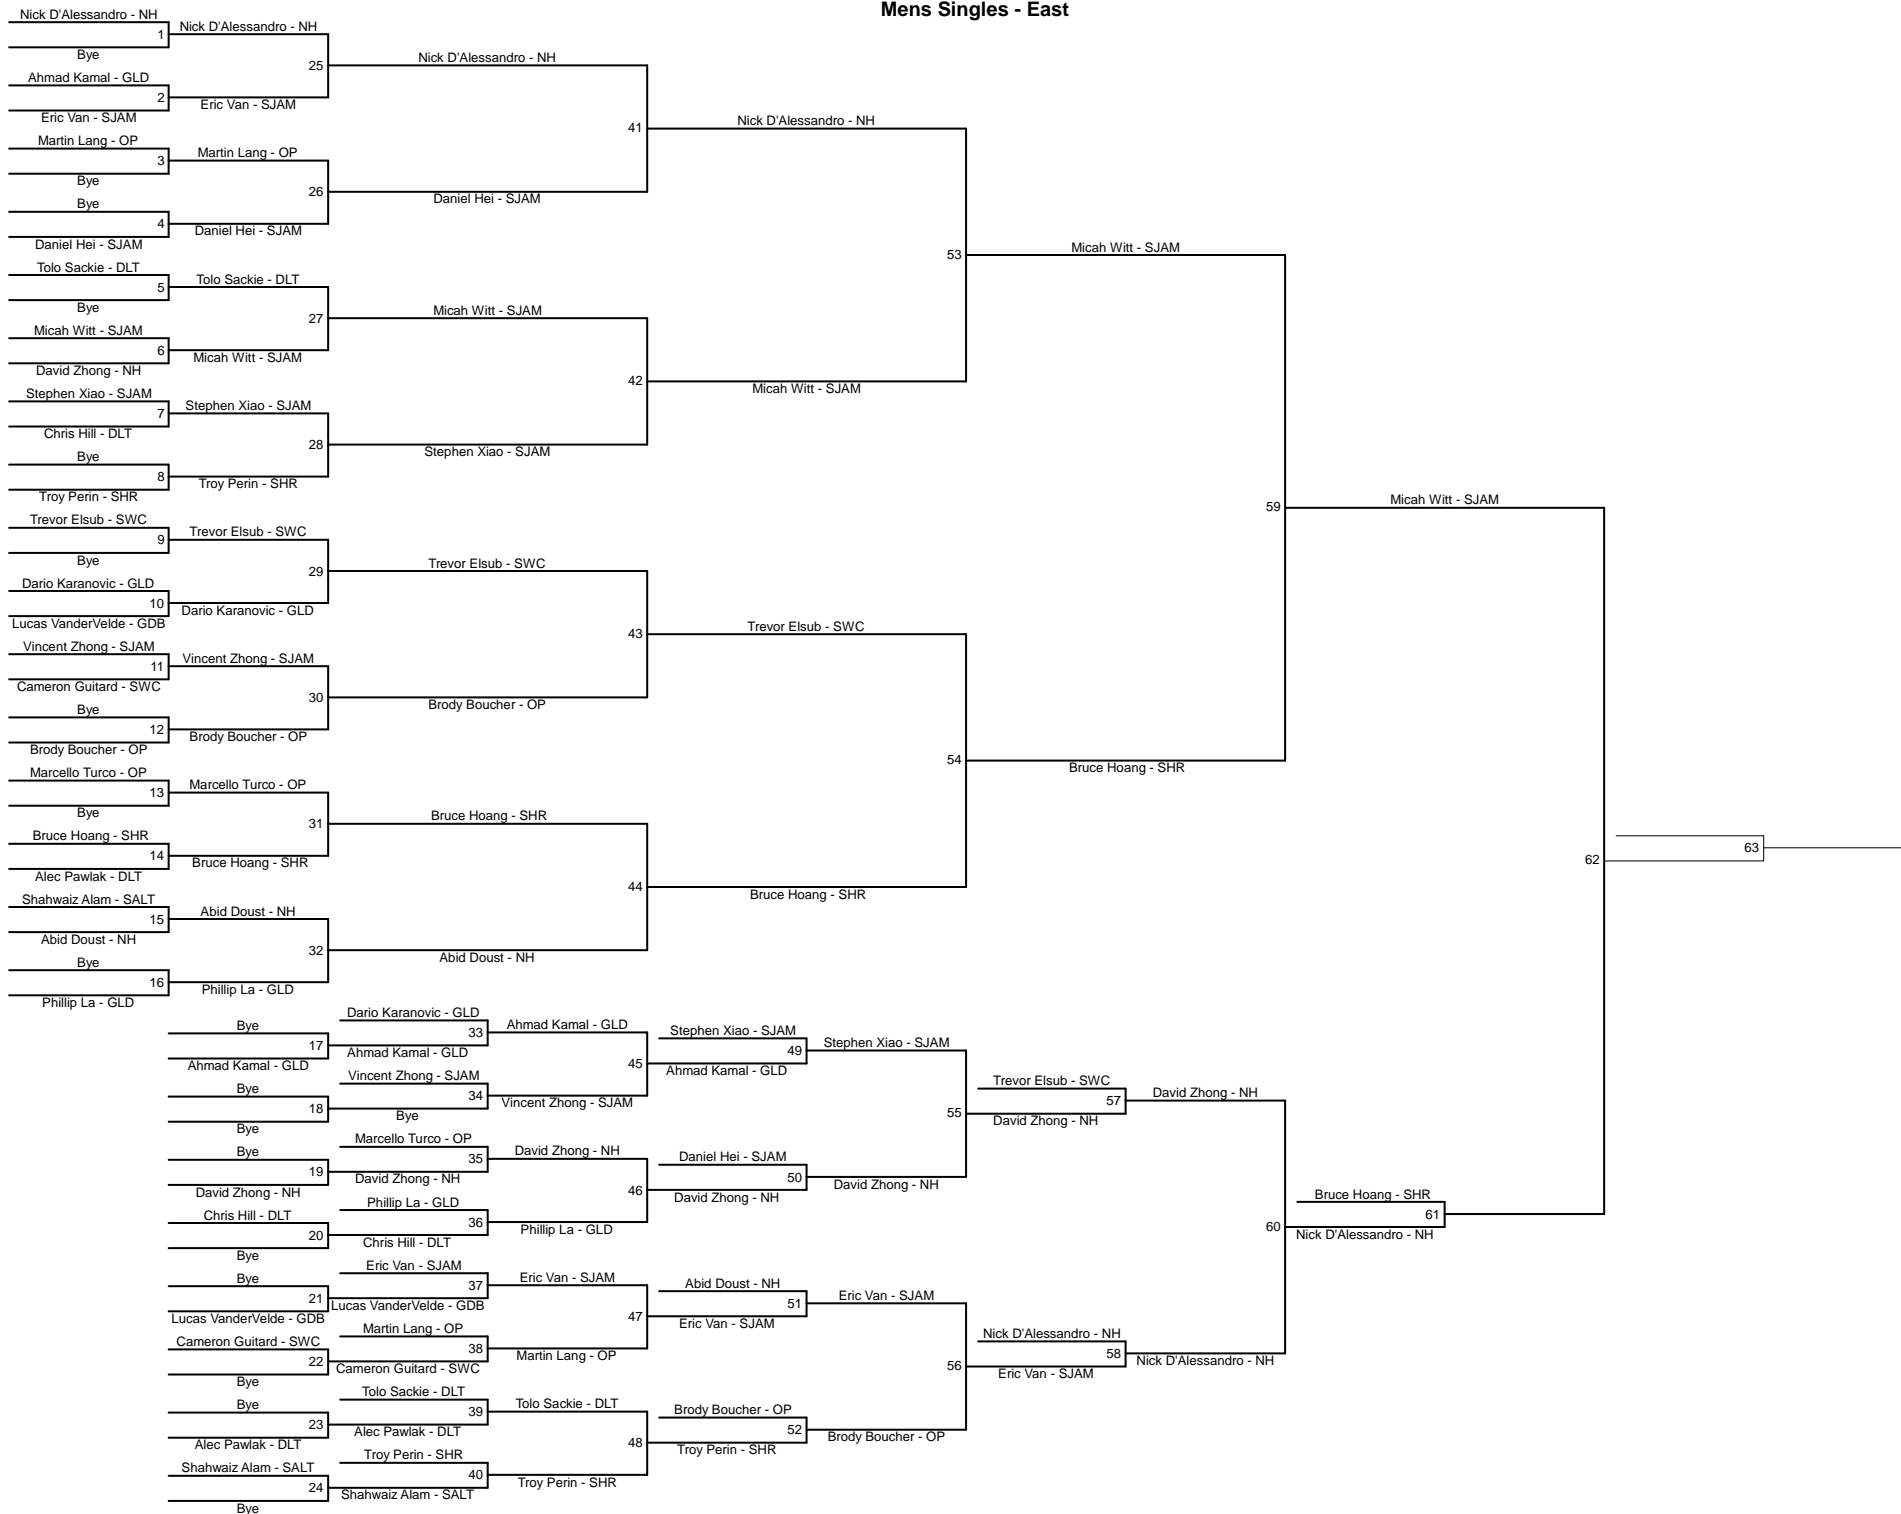 Mens Singles - East
Nick D'Alessandro - NH
1
Bye
Ahmad Kamal - GLD
2
Eric Van - SJAM
Martin Lang - OP
3
Bye
Bye
4
Daniel Hei - SJAM
Tolo Sackie - DLT
5
Bye
Micah Witt - SJAM
6
David Zhong - NH
Stephen Xiao - SJAM
7
Chris Hill - DLT
Bye
8
Troy Perin - SHR
Trevor Elsub - SWC
9
Bye
Dario Karanovic - GLD
10
Lucas VanderVelde - GDB
Vincent Zhong - SJAM
11
Cameron Guitard - SWC
Bye
12
Brody Boucher - OP
Marcello Turco - OP
13
Bye
Bruce Hoang - SHR
14
Alec Pawlak - DLT
Shahwaiz Alam - SALT
15
Abid Doust - NH
Bye
16
Phillip La - GLD
Nick D'Alessandro - NH
25
Eric Van - SJAM
Martin Lang - OP
26
Daniel Hei - SJAM
Tolo Sackie - DLT
27
Micah Witt - SJAM
Stephen Xiao - SJAM
28
Troy Perin - SHR
Trevor Elsub - SWC
29
Dario Karanovic - GLD
Vincent Zhong - SJAM
30
Brody Boucher - OP
Marcello Turco - OP
31
Bruce Hoang - SHR
Abid Doust - NH
32
Phillip La - GLD
Nick D'Alessandro - NH
41
Daniel Hei - SJAM
Micah Witt - SJAM
42
Stephen Xiao - SJAM
Trevor Elsub - SWC
43
Brody Boucher - OP
Bruce Hoang - SHR
44
Abid Doust - NH
Nick D'Alessandro - NH
53
Micah Witt - SJAM
Trevor Elsub - SWC
54
Bruce Hoang - SHR
Micah Witt - SJAM
59
Bruce Hoang - SHR
Micah Witt - SJAM
62
63
Bye
17
Ahmad Kamal - GLD
Bye
18
Bye
Bye
19
David Zhong - NH
Chris Hill - DLT
20
Bye
Bye
21
Lucas VanderVelde - GDB
Cameron Guitard - SWC
22
Bye
Bye
23
Alec Pawlak - DLT
Shahwaiz Alam - SALT
24
Bye
Dario Karanovic - GLD
33
Ahmad Kamal - GLD
Vincent Zhong - SJAM
34
Bye
Marcello Turco - OP
35
David Zhong - NH
Phillip La - GLD
36
Chris Hill - DLT
Eric Van - SJAM
37
Lucas VanderVelde - GDB
Martin Lang - OP
38
Cameron Guitard - SWC
Tolo Sackie - DLT
39
Alec Pawlak - DLT
Troy Perin - SHR
40
Shahwaiz Alam - SALT
Ahmad Kamal - GLD
45
Vincent Zhong - SJAM
David Zhong - NH
46
Phillip La - GLD
Eric Van - SJAM
47
Martin Lang - OP
Tolo Sackie - DLT
48
Troy Perin - SHR
Stephen Xiao - SJAM
49
Ahmad Kamal - GLD
Daniel Hei - SJAM
50
David Zhong - NH
Abid Doust - NH
51
Eric Van - SJAM
Brody Boucher - OP
52
Troy Perin - SHR
Stephen Xiao - SJAM
55
David Zhong - NH
Eric Van - SJAM
56
Brody Boucher - OP
Trevor Elsub - SWC
57
David Zhong - NH
Nick D'Alessandro - NH
58
Eric Van - SJAM
David Zhong - NH
60
Nick D'Alessandro - NH
Bruce Hoang - SHR
61
Nick D'Alessandro - NH